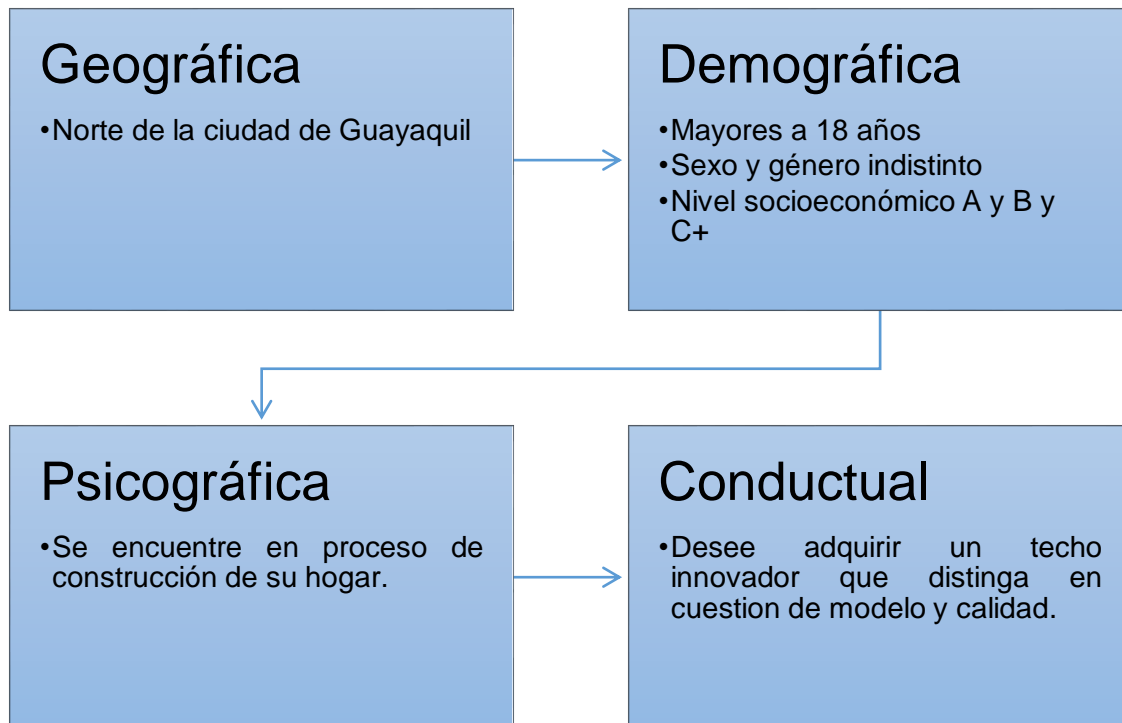 Geográfica
•Norte de la ciudad de Guayaquil
Demográfica
•Mayores a 18 años
•Sexo y género indistinto
•Nivel socioeconómico A y B y
C+
Psicográfica
•Se encuentre en proceso de
construcción de su hogar.
Conductual
•Desee adquirir un techo
innovador que distinga en
cuestion de modelo y calidad.